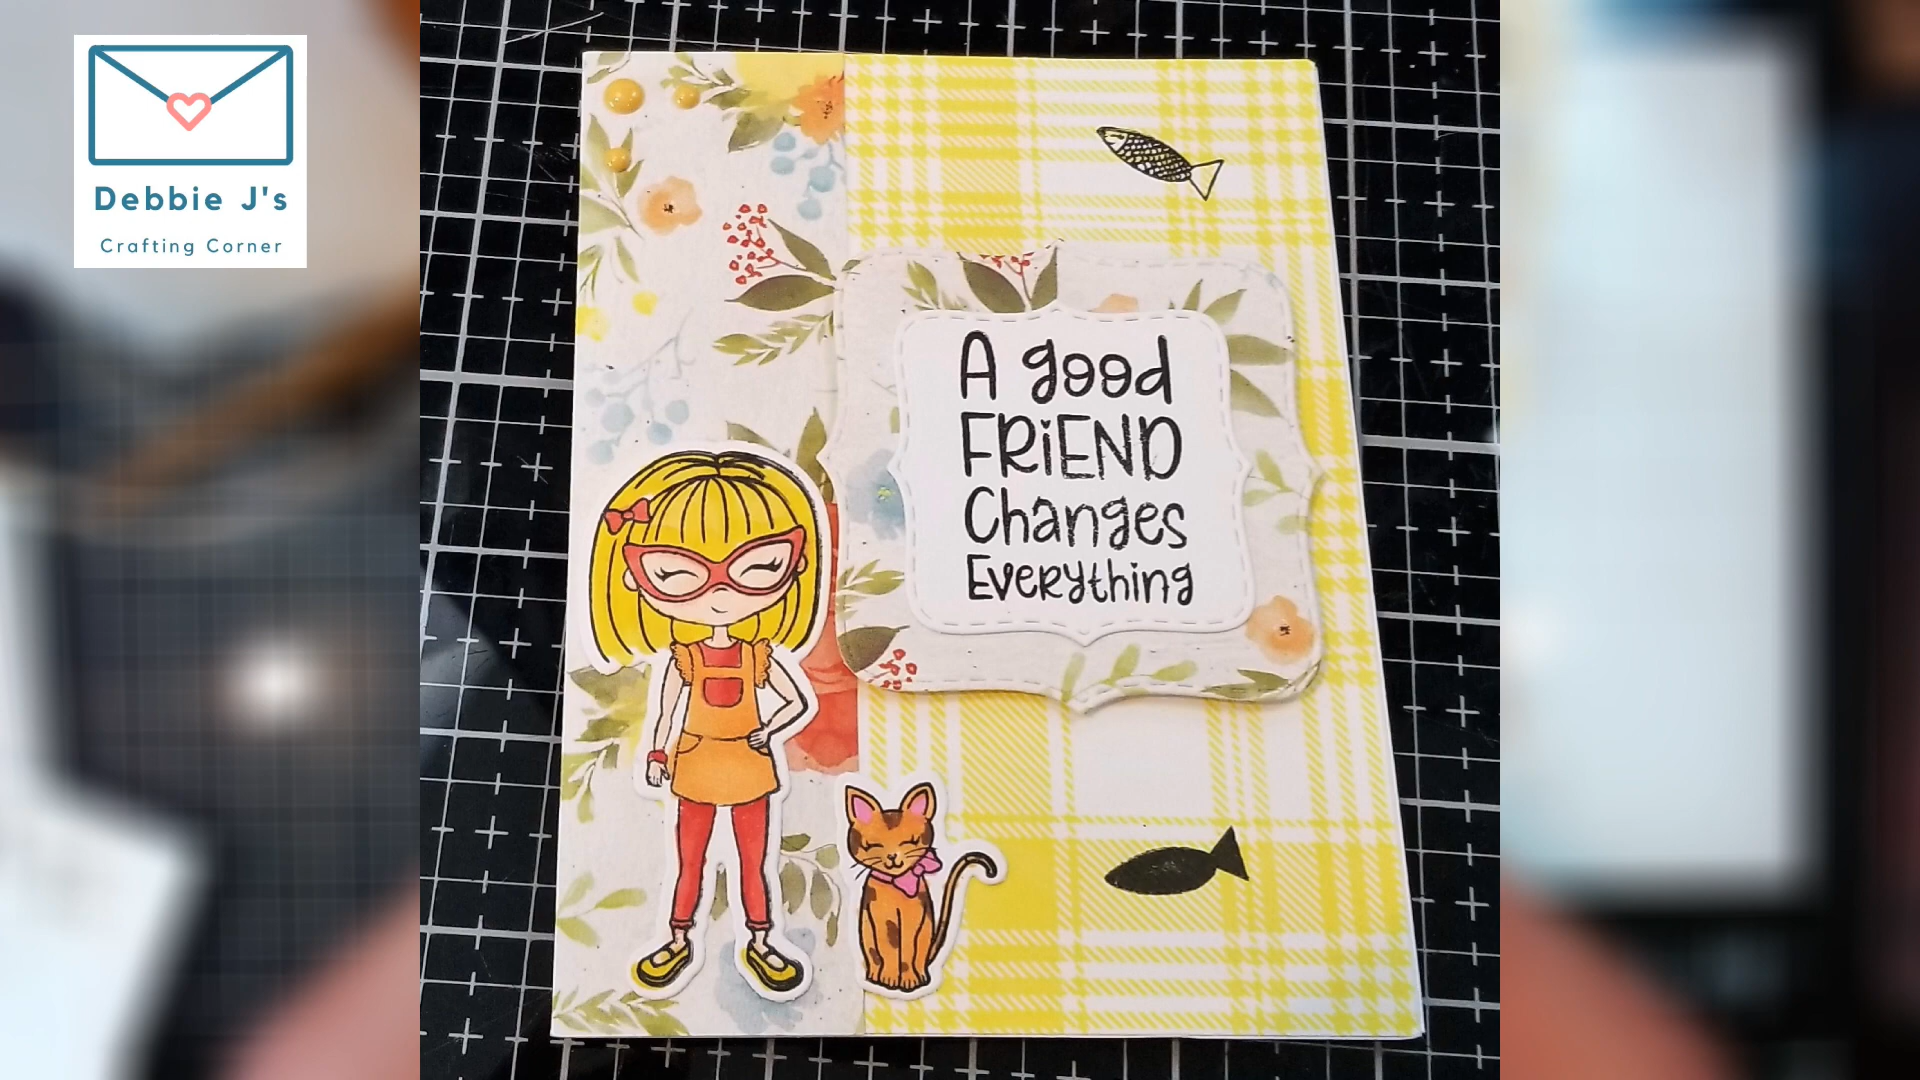 Debbie J's
Crafting Corner
A good
FRiEND
Changes
EveRything